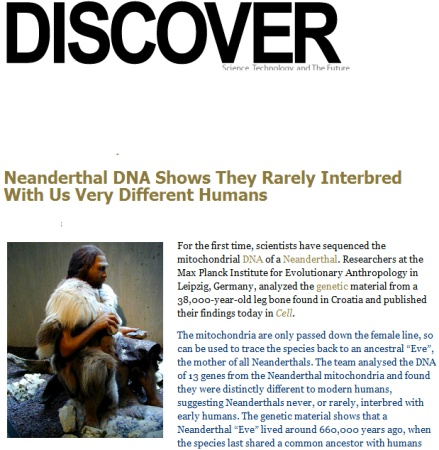 DISCOVER
Science, Technology, and The Future
Neanderthal DNA Shows They Rarely Interbred
With Us Very Different Humans
For the first time, scientists have sequenced the
mitochondrial DNA of a Neanderthal. Researchers at the
Max Planck Institute for Evolutionary Anthropology in
Leipzig, Germany, analyzed the genetic material from a
38,000-year-old leg bone found in Croatia and published
their findings today in Cell.
The mitochondria are only passed down the female line, so
can be used to trace the species back to an ancestral “Eve”,
the mother of all Neanderthals. The team analysed the DNA
of 13 genes from the Neanderthal mitochondria and found
they were distinctly different to modern humans,
suggesting Neanderthals never, or rarely, interbred with
early humans. The genetic material shows that a
Neanderthal “Eve” lived around 660,000 years ago, when
the species last shared a common ancestor with humans